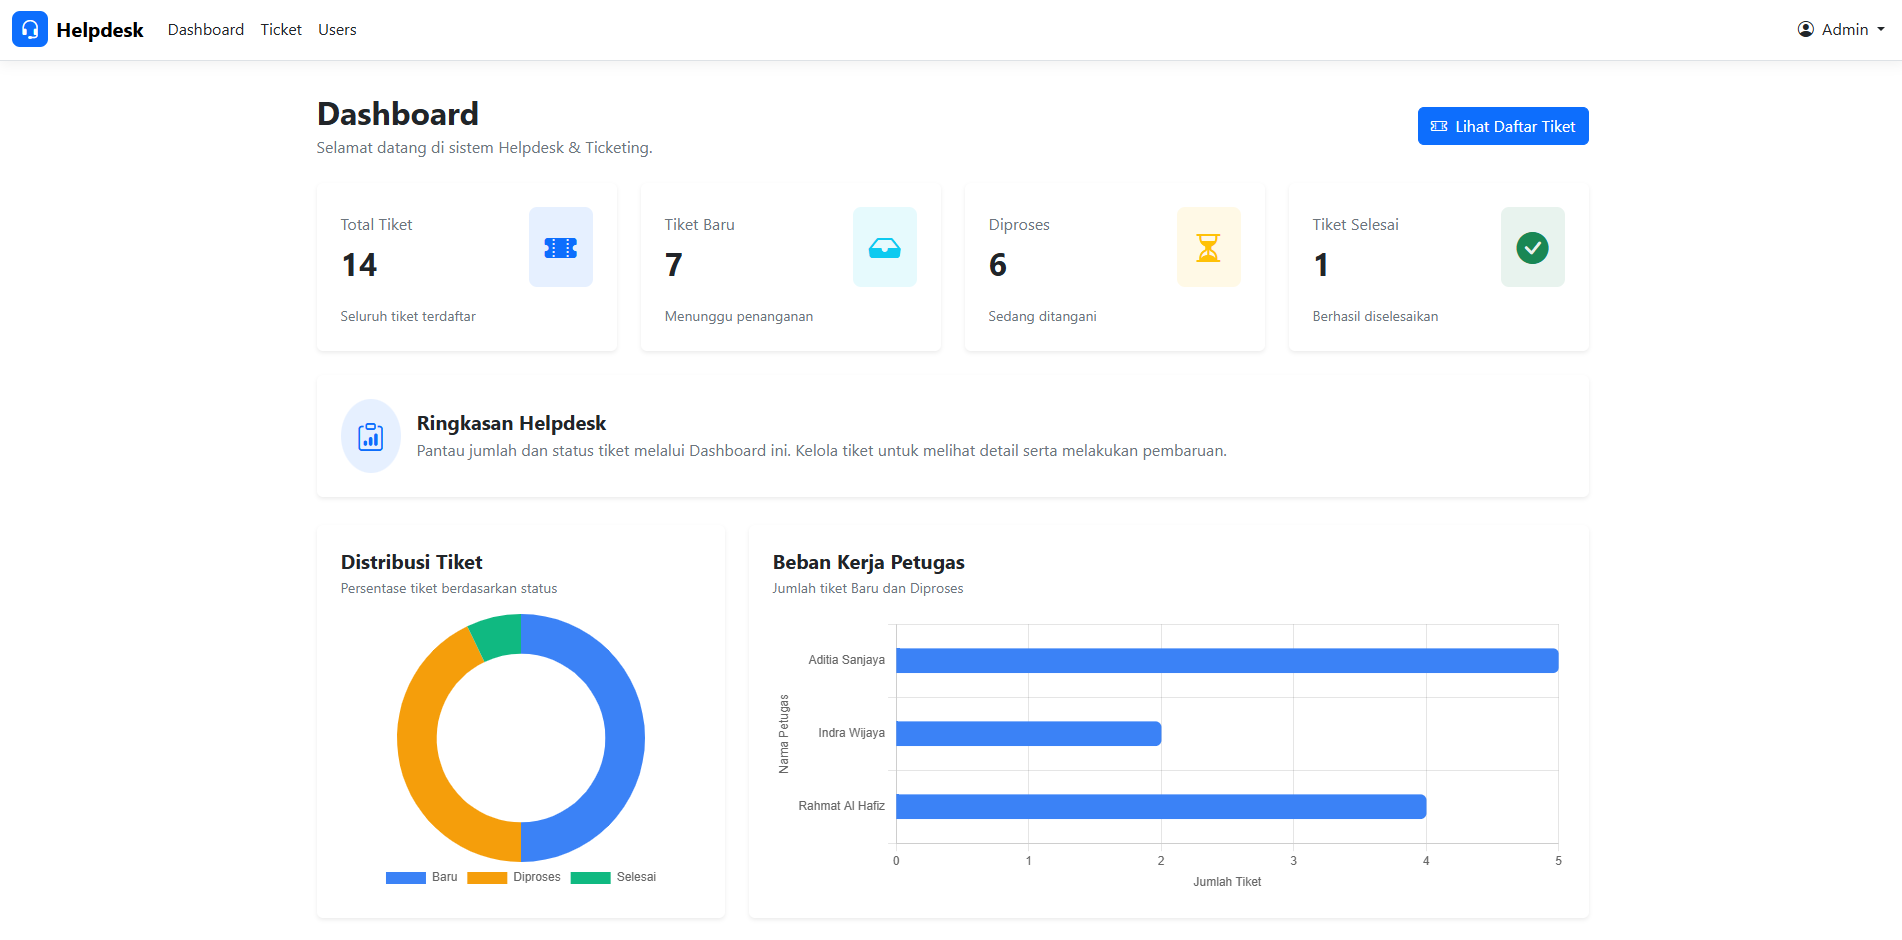 Helpdesk Dashboard Ticket Users Admin
Dashboard
Selamat datang di sistem Helpdesk & Ticketing.
Lihat Daftar Tiket
Total Tiket
14
Seluruh tiket terdaftar
Tiket Baru
7
Menunggu penanganan
Diproses
6
Sedang ditangani
Tiket Selesai
1
Berhasil diselesaikan
Ringkasan Helpdesk
Pantau jumlah dan status tiket melalui Dashboard ini. Kelola tiket untuk melihat detail serta melakukan pembaruan.
Distribusi Tiket
Persentase tiket berdasarkan status
Baru Diproses Selesai
Beban Kerja Petugas
Jumlah tiket Baru dan Diproses
Nama Petugas
Aditia Sanjaya
Indra Wijaya
Rahmat Al Hafiz
0 1 2 3 4 5
Jumlah Tiket